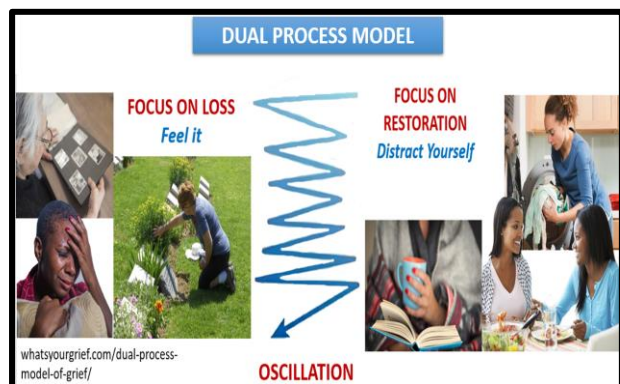 DUAL PROCESS MODEL
FOCUS ON LOSS
Feel it
FOCUS ON
RESTORATION
Distract Yourself
whatsyourgrief.com/dual-process-
model-of-grief/
OSCILLATION